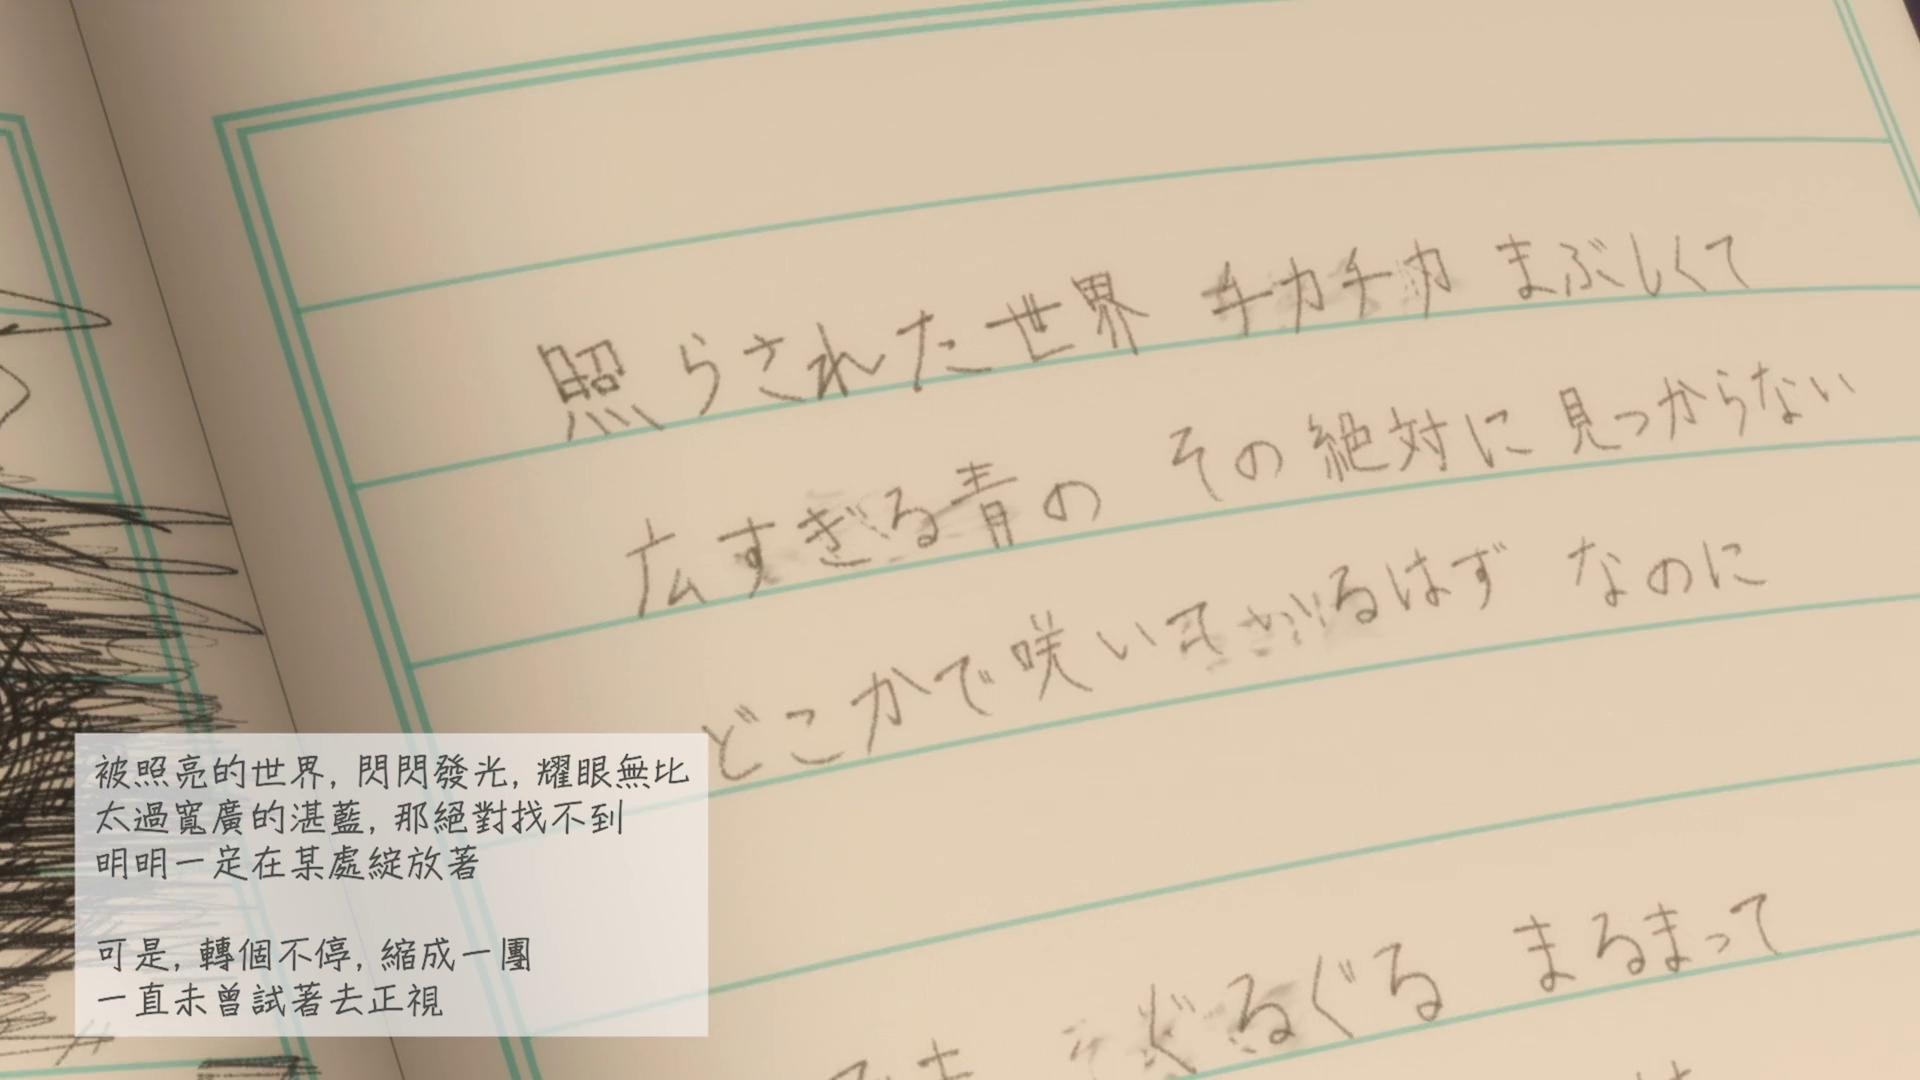 照らされた世界 チカチカ まぶしくて
広すぎる青の その絶対に 見つからない
どこかで咲いてるはず なのに
でも ぐるぐる まるまって
被照亮的世界, 閃閃發光, 耀眼無比
太過寬廣的湛藍, 那絕對找不到
明明一定在某處綻放著
可是, 轉個不停, 縮成一團
一直未曾試著去正視